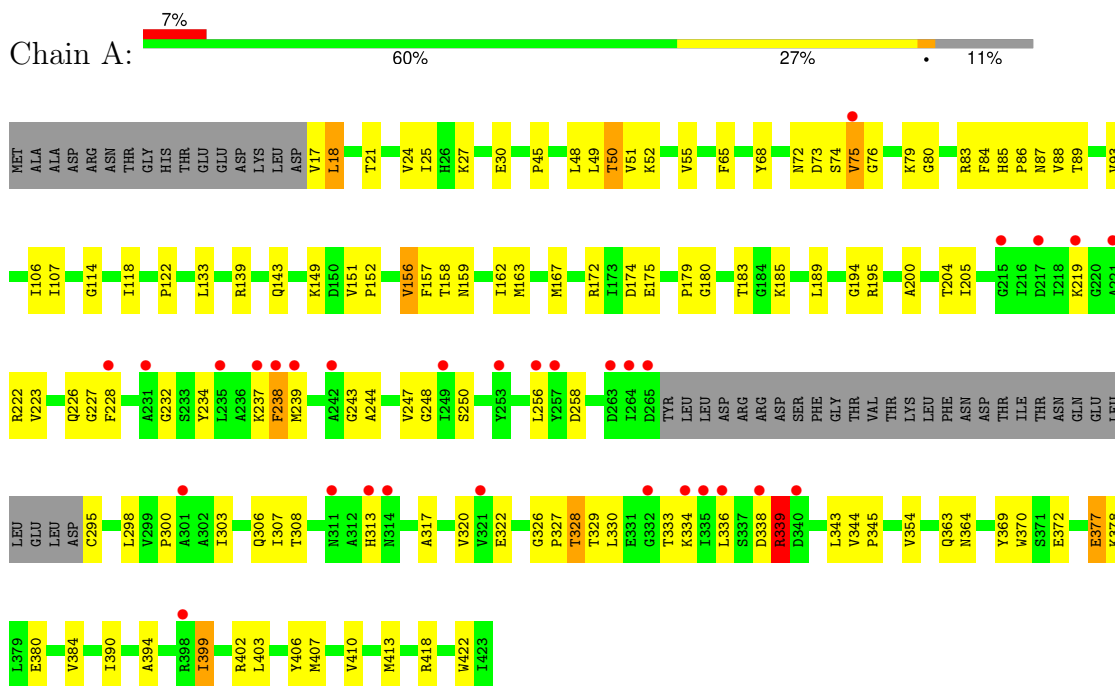 7%
Chain A:
60% 27% • 11%
MET ALA ALA ASP ARG ASN THR GLY HIS THR GLU GLU ASP LYS LEU ASP V17 L18 T21 V24 I25 H26 K27 E30 P45 L48 L49 T50 V51 K52 V55 F65 Y68 N72 D73 S74 V75 G76 K79 G80 R83 F84 H85 P86 N87 V88 T89
I106 I107 G114 I118 P122 L133 R139 Q143 K149 D150 V151 P152 V156 F157 T158 N159 I162 M163 M167 R172 I173 D174 E175 P179 G180 T183 G184 K185 L189 G194 R195 A200 T204 I205 G215 I216 D217 I218 K219 G220 A221
R222 V223 Q226 G227 F228 A231 G232 S233 Y234 L235 A236 K237 F238 M239 A242 G243 A244 V247 G248 I249 S250 Y253 L256 Y257 D258 D263 I264 D265 TYR LEU LEU ASP ARG ARG ASP SER PHE GLY THR VAL THR LYS LEU PHE ASN ASP THR ILE THR ASN GLN GLU LEU
LEU GLU LEU ASP C295 L298 V299 P300 A301 A302 I303 Q306 I307 T308 N311 A312 H313 N314 A317 V320 V321 E322 G326 P327 T328 T329 L330 E331 G332 T333 K334 I335 L336 S337 D338 R339 D340 L343 V344 P345 V354 Q363 N364 Y369 W370 S371 E372 E377 K378
L379 E380 V384 I390 A394 R398 I399 R402 L403 Y406 M407 V410 M413 R418 W422 I423